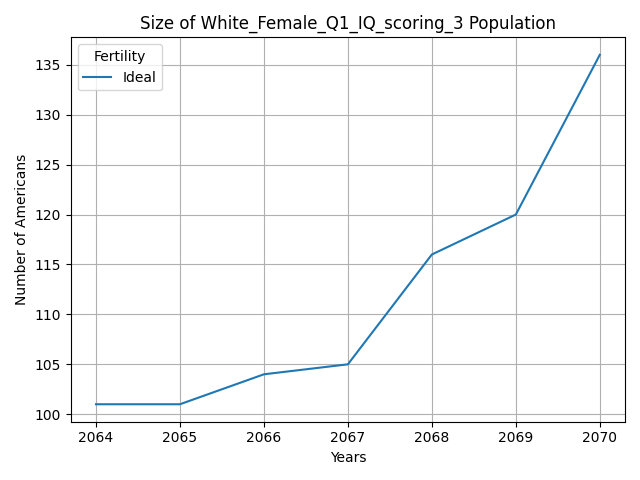 Size of White_Female_Q1_IQ_scoring_3 Population
Fertility
Ideal
Number of Americans
135
130
125
120
115
110
105
100
2064 2065 2066 2067 2068 2069 2070
Years